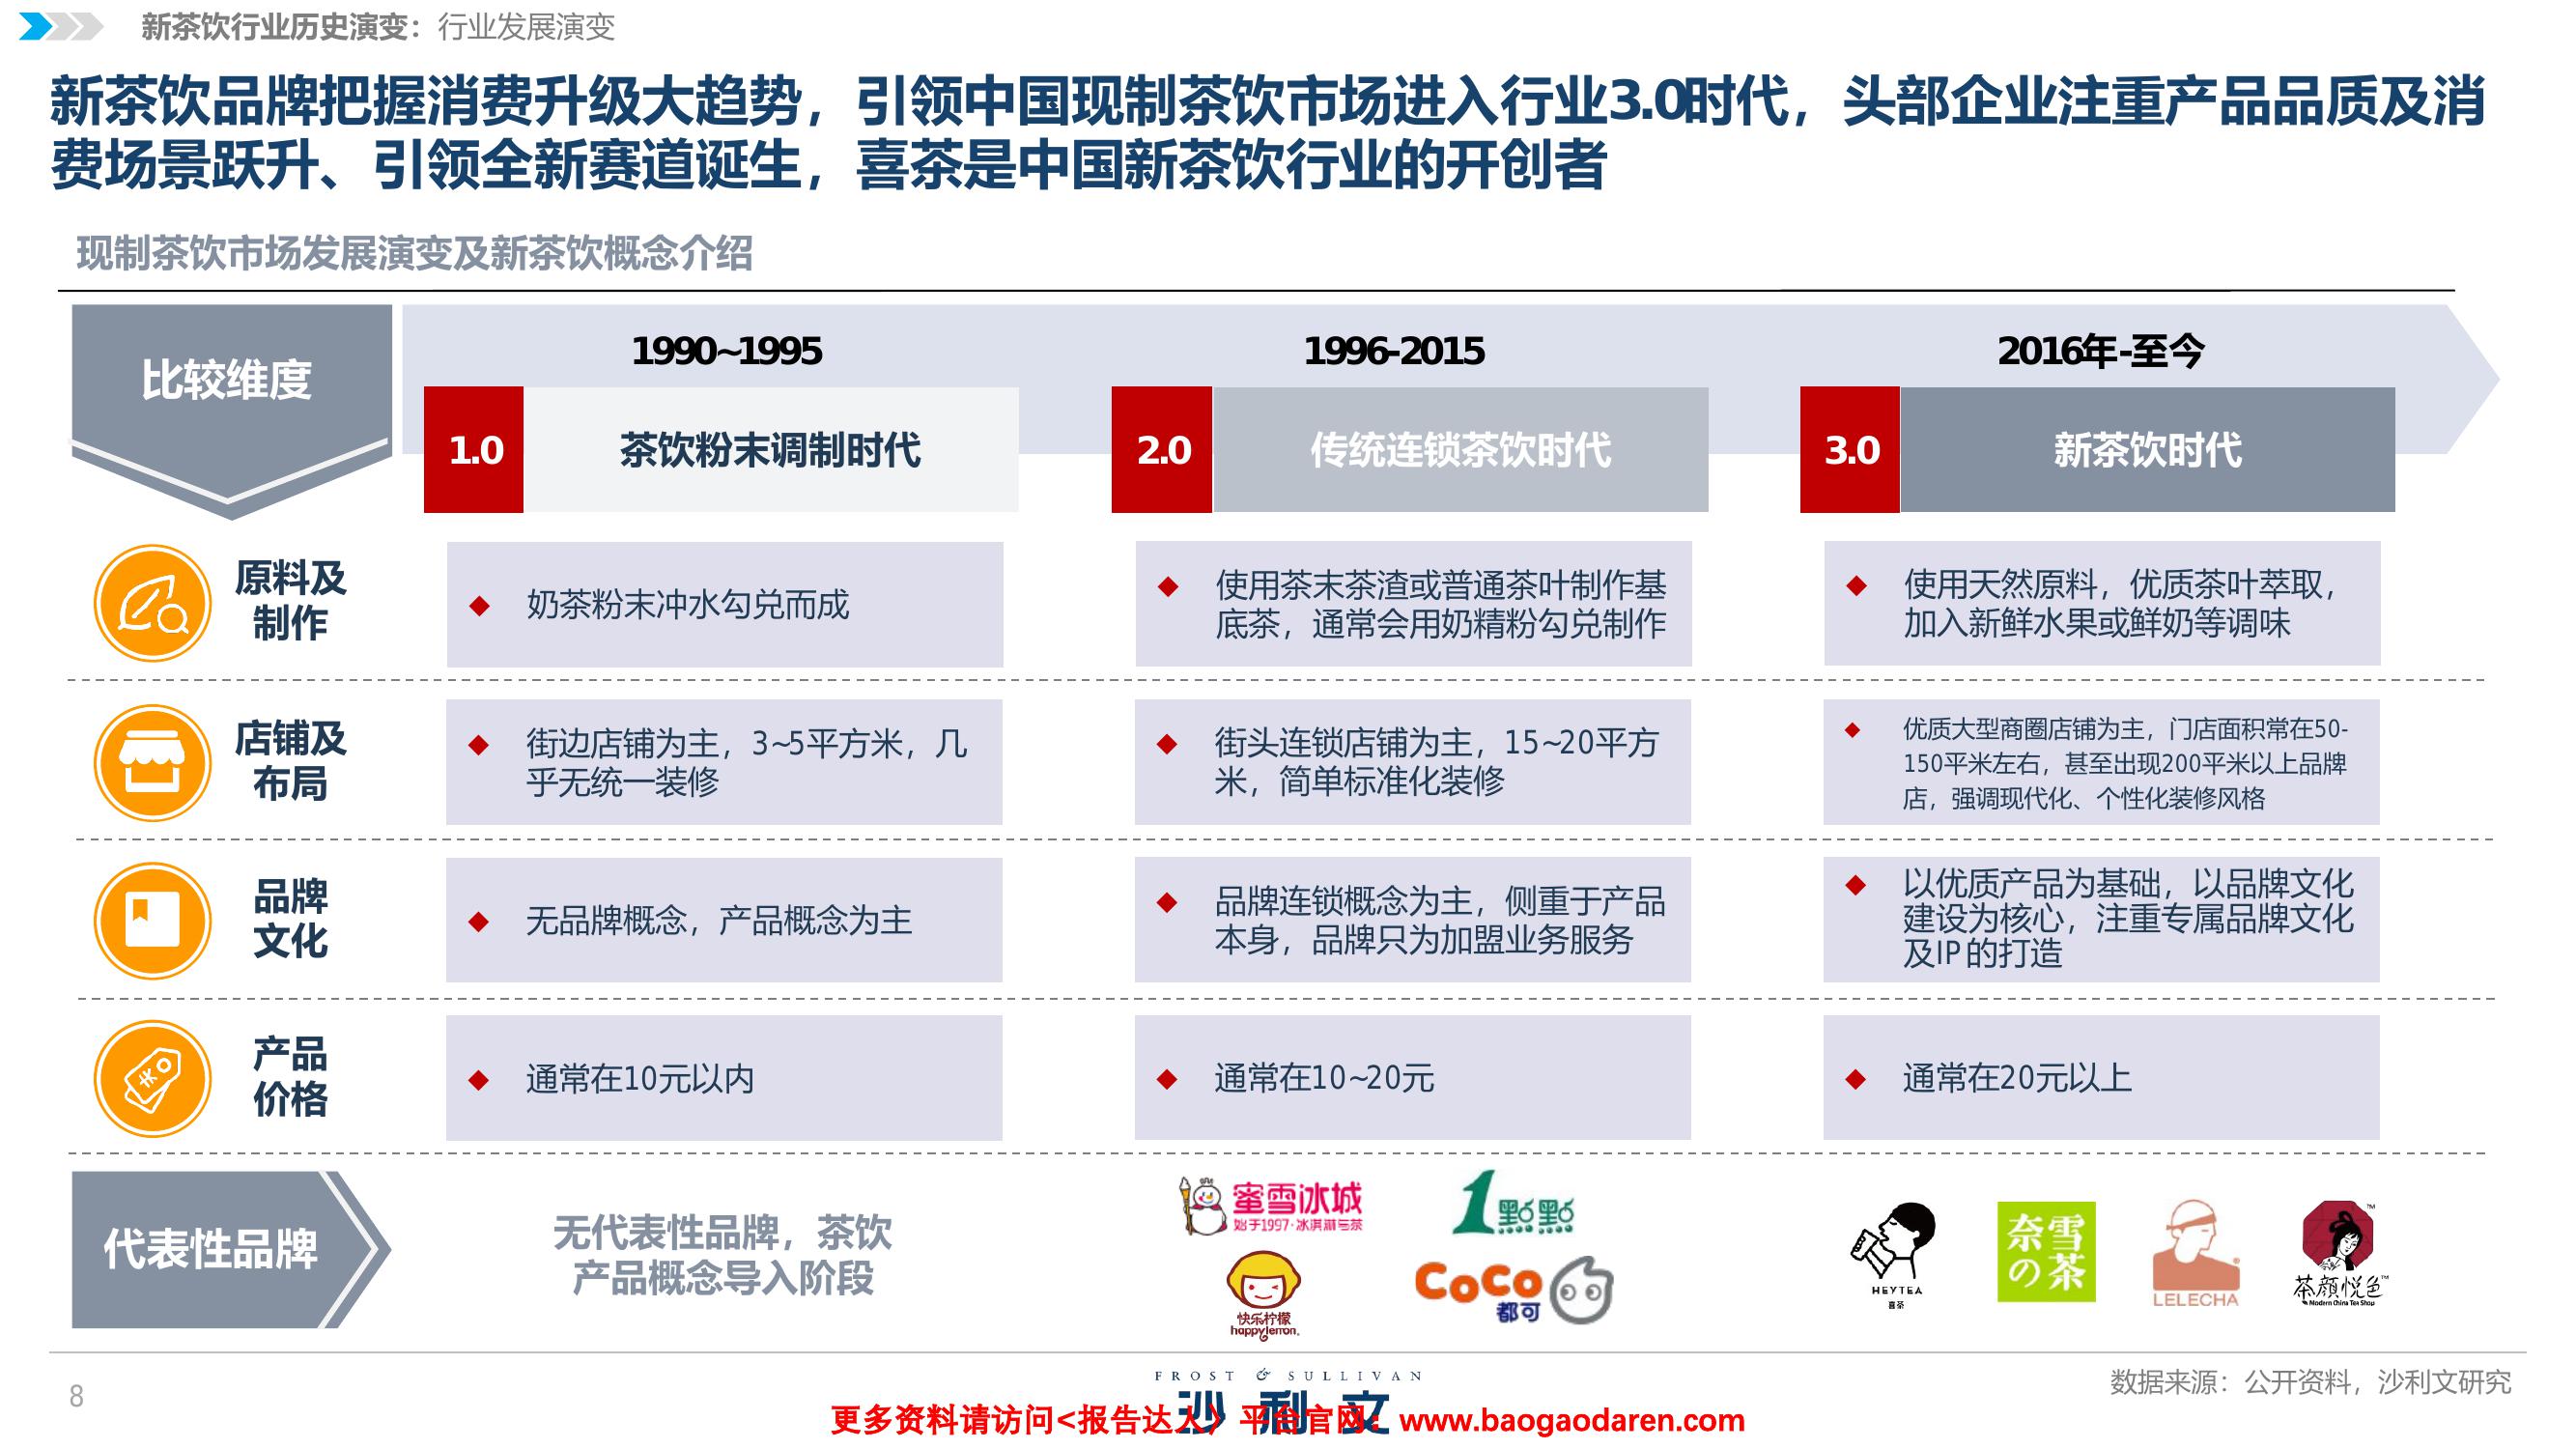 新茶饮行业历史演变：行业发展演变
新茶饮品牌把握消费升级大趋势，引领中国现制茶饮市场进入行业3.0时代，头部企业注重产品品质及消
费场景跃升、引领全新赛道诞生，喜茶是中国新茶饮行业的开创者
现制茶饮市场发展演变及新茶饮概念介绍
比较维度
1990~1995
1996-2015
2016年-至今
1.0
茶饮粉末调制时代
2.0
传统连锁茶饮时代
3.0
新茶饮时代
原料及
制作
奶茶粉末冲水勾兑而成
使用茶末茶渣或普通茶叶制作基
底茶，通常会用奶精粉勾兑制作
使用天然原料，优质茶叶萃取，
加入新鲜水果或鲜奶等调味
店铺及
布局
街边店铺为主，3~5平方米，几
乎无统一装修
街头连锁店铺为主，15~20平方
米，简单标准化装修
优质大型商圈店铺为主，门店面积常在50-
150平米左右，甚至出现200平米以上品牌
店，强调现代化、个性化装修风格
品牌
文化
无品牌概念，产品概念为主
品牌连锁概念为主，侧重于产品
本身，品牌只为加盟业务服务
以优质产品为基础，以品牌文化
建设为核心，注重专属品牌文化
及IP的打造
产品
价格
通常在10元以内
通常在10~20元
通常在20元以上
代表性品牌
无代表性品牌，茶饮
产品概念导入阶段
蜜雪冰城
始于1997·冰淇淋与茶
1點點
快乐柠檬
happylemon.
CoCo
都可
HEYTEA
喜茶
奈雪
の茶
LELECHA
茶颜悦色™
Modern China Tea Shop
8
FROST & SULLIVAN
沙利文
数据来源：公开资料，沙利文研究
更多资料请访问<报告达人>平台官网：www.baogaodaren.com